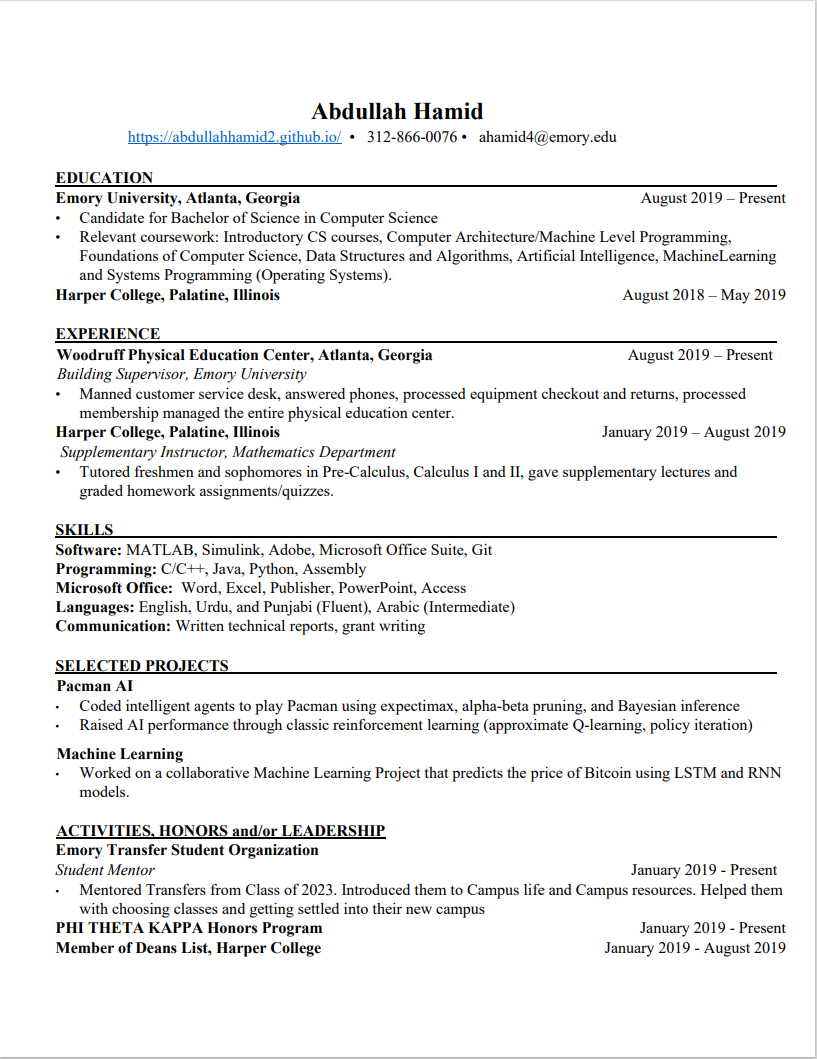 Abdullah Hamid
https://abdullahhamid2.github.io/ • 312-866-0076 • ahamid4@emory.edu
EDUCATION
Emory University, Atlanta, Georgia August 2019 – Present
• Candidate for Bachelor of Science in Computer Science
• Relevant coursework: Introductory CS courses, Computer Architecture/Machine Level Programming,
Foundations of Computer Science, Data Structures and Algorithms, Artificial Intelligence, MachineLearning
and Systems Programming (Operating Systems).
Harper College, Palatine, Illinois August 2018 – May 2019
EXPERIENCE
Woodruff Physical Education Center, Atlanta, Georgia August 2019 – Present
Building Supervisor, Emory University
• Manned customer service desk, answered phones, processed equipment checkout and returns, processed
membership managed the entire physical education center.
Harper College, Palatine, Illinois January 2019 – August 2019
Supplementary Instructor, Mathematics Department
• Tutored freshmen and sophomores in Pre-Calculus, Calculus I and II, gave supplementary lectures and
graded homework assignments/quizzes.
SKILLS
Software: MATLAB, Simulink, Adobe, Microsoft Office Suite, Git
Programming: C/C++, Java, Python, Assembly
Microsoft Office: Word, Excel, Publisher, PowerPoint, Access
Languages: English, Urdu, and Punjabi (Fluent), Arabic (Intermediate)
Communication: Written technical reports, grant writing
SELECTED PROJECTS
Pacman AI
• Coded intelligent agents to play Pacman using expectimax, alpha-beta pruning, and Bayesian inference
• Raised AI performance through classic reinforcement learning (approximate Q-learning, policy iteration)
Machine Learning
• Worked on a collaborative Machine Learning Project that predicts the price of Bitcoin using LSTM and RNN
models.
ACTIVITIES, HONORS and/or LEADERSHIP
Emory Transfer Student Organization
Student Mentor January 2019 - Present
• Mentored Transfers from Class of 2023. Introduced them to Campus life and Campus resources. Helped them
with choosing classes and getting settled into their new campus
PHI THETA KAPPA Honors Program January 2019 - Present
Member of Deans List, Harper College January 2019 - August 2019